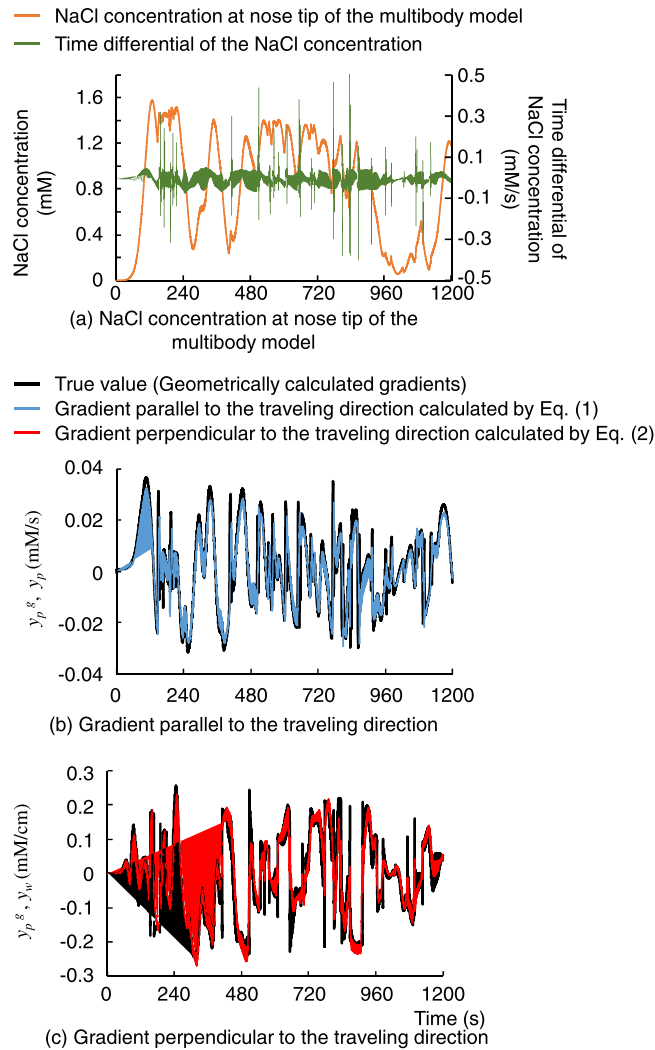 NaCl concentration at nose tip of the multibody model
Time differential of the NaCl concentration
1.6
1.2
0.8
0.4
0
0.5
0.3
0.1
-0.1
-0.3
-0.5
NaCl concentration
(mM)
Time differential of
NaCl concentration
(mM/s)
0 240 480 720 960 1200
(a) NaCl concentration at nose tip of the
multibody model
True value (Geometrically calculated gradients)
Gradient parallel to the traveling direction calculated by Eq. (1)
Gradient perpendicular to the traveling direction calculated by Eq. (2)
0.04
0.02
0
-0.02
-0.04
y_p^g, y_p (mM/s)
0 240 480 720 960 1200
(b) Gradient parallel to the traveling direction
0.3
0.2
0.1
0
-0.1
-0.2
-0.3
y_p^g, y_w (mM/cm)
0 240 480 720 960 1200
Time (s)
(c) Gradient perpendicular to the traveling direction